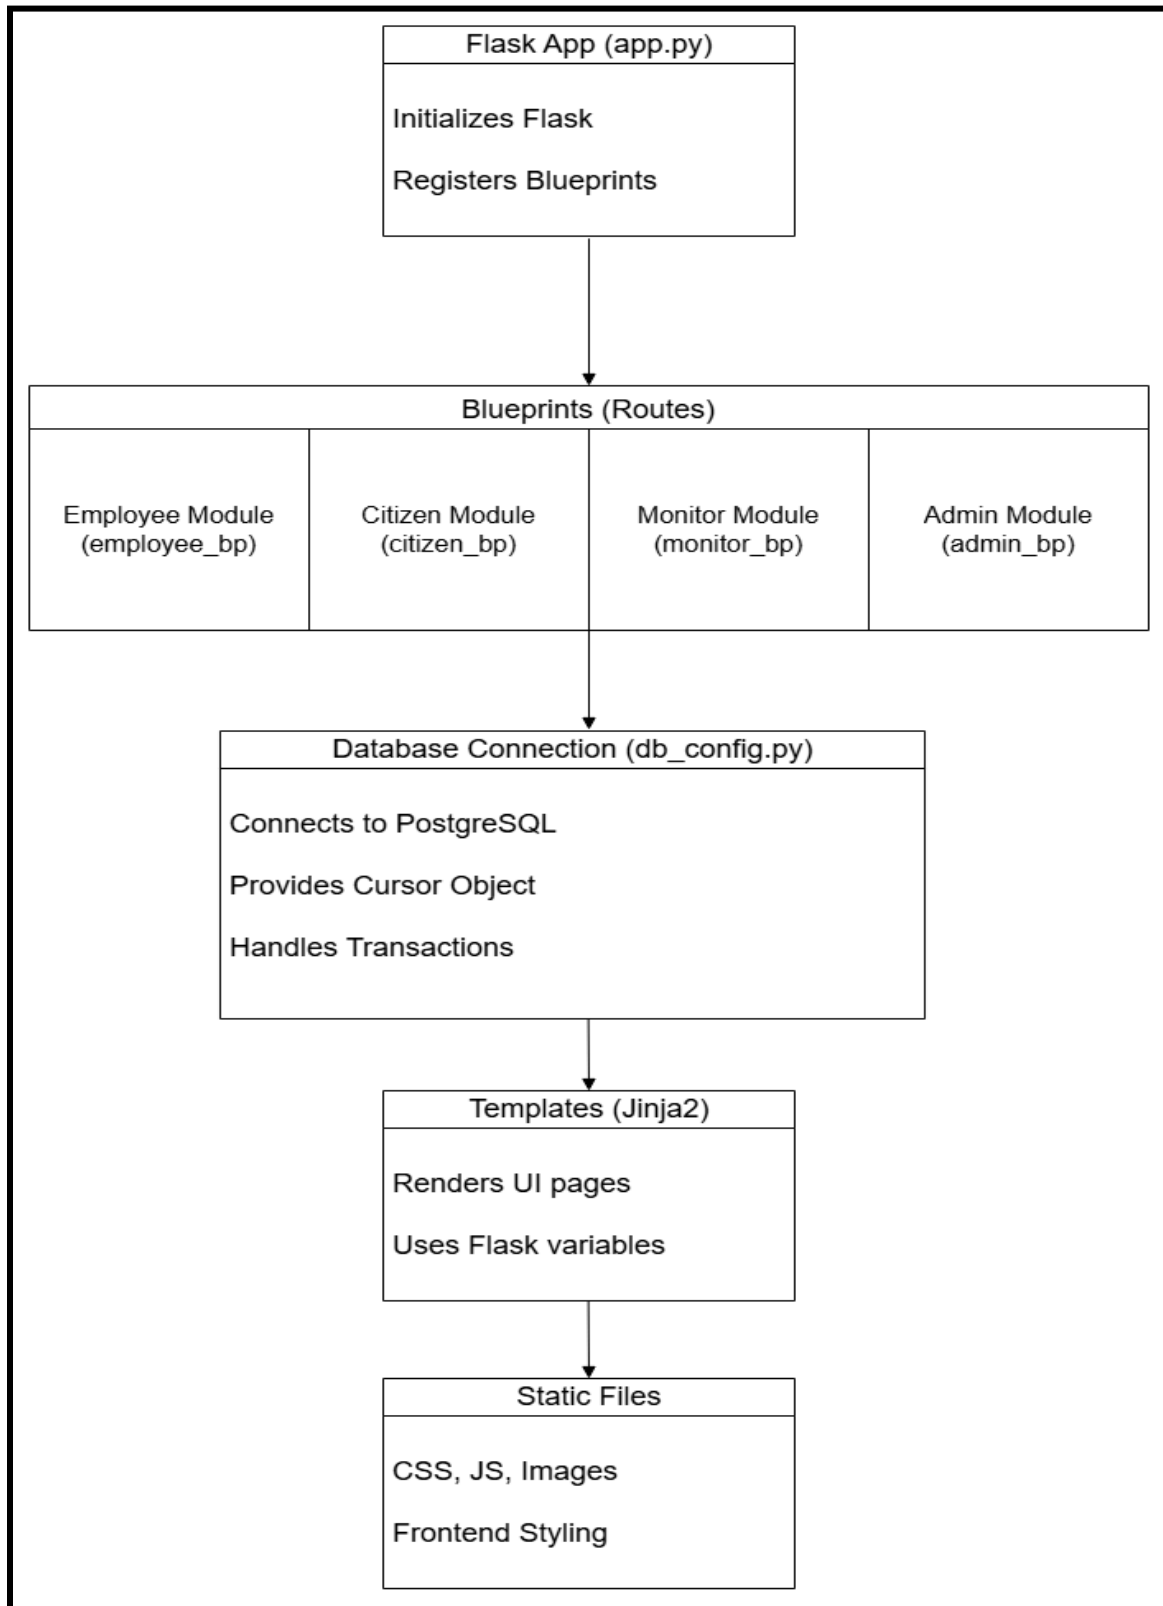 Flask App (app.py)
Initializes Flask
Registers Blueprints
Blueprints (Routes)
Employee Module
(employee_bp)
Citizen Module
(citizen_bp)
Monitor Module
(monitor_bp)
Admin Module
(admin_bp)
Database Connection (db_config.py)
Connects to PostgreSQL
Provides Cursor Object
Handles Transactions
Templates (Jinja2)
Renders UI pages
Uses Flask variables
Static Files
CSS, JS, Images
Frontend Styling